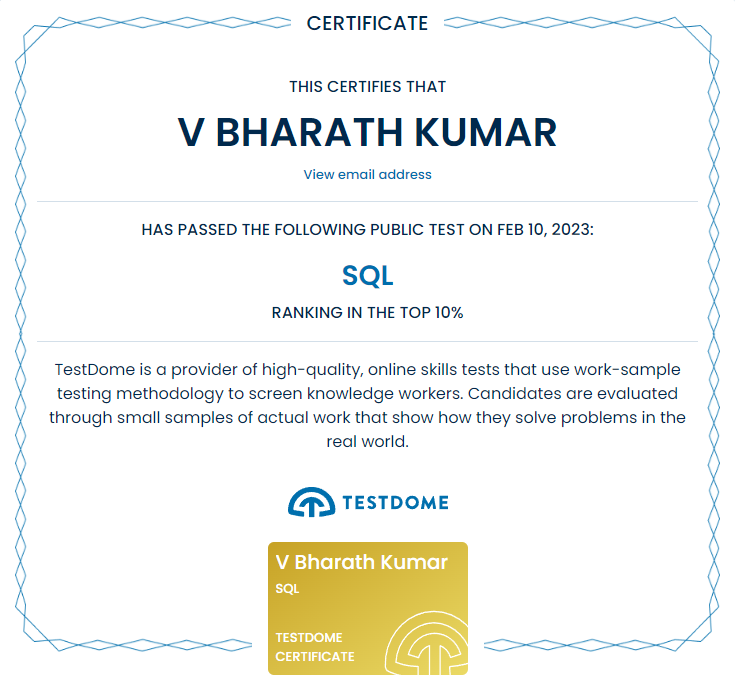 CERTIFICATE
THIS CERTIFIES THAT
V BHARATH KUMAR
View email address
HAS PASSED THE FOLLOWING PUBLIC TEST ON FEB 10, 2023:
SQL
RANKING IN THE TOP 10%
TestDome is a provider of high-quality, online skills tests that use work-sample
testing methodology to screen knowledge workers. Candidates are evaluated
through small samples of actual work that show how they solve problems in the
real world.
TESTDOME
V Bharath Kumar
SQL
TESTDOME
CERTIFICATE